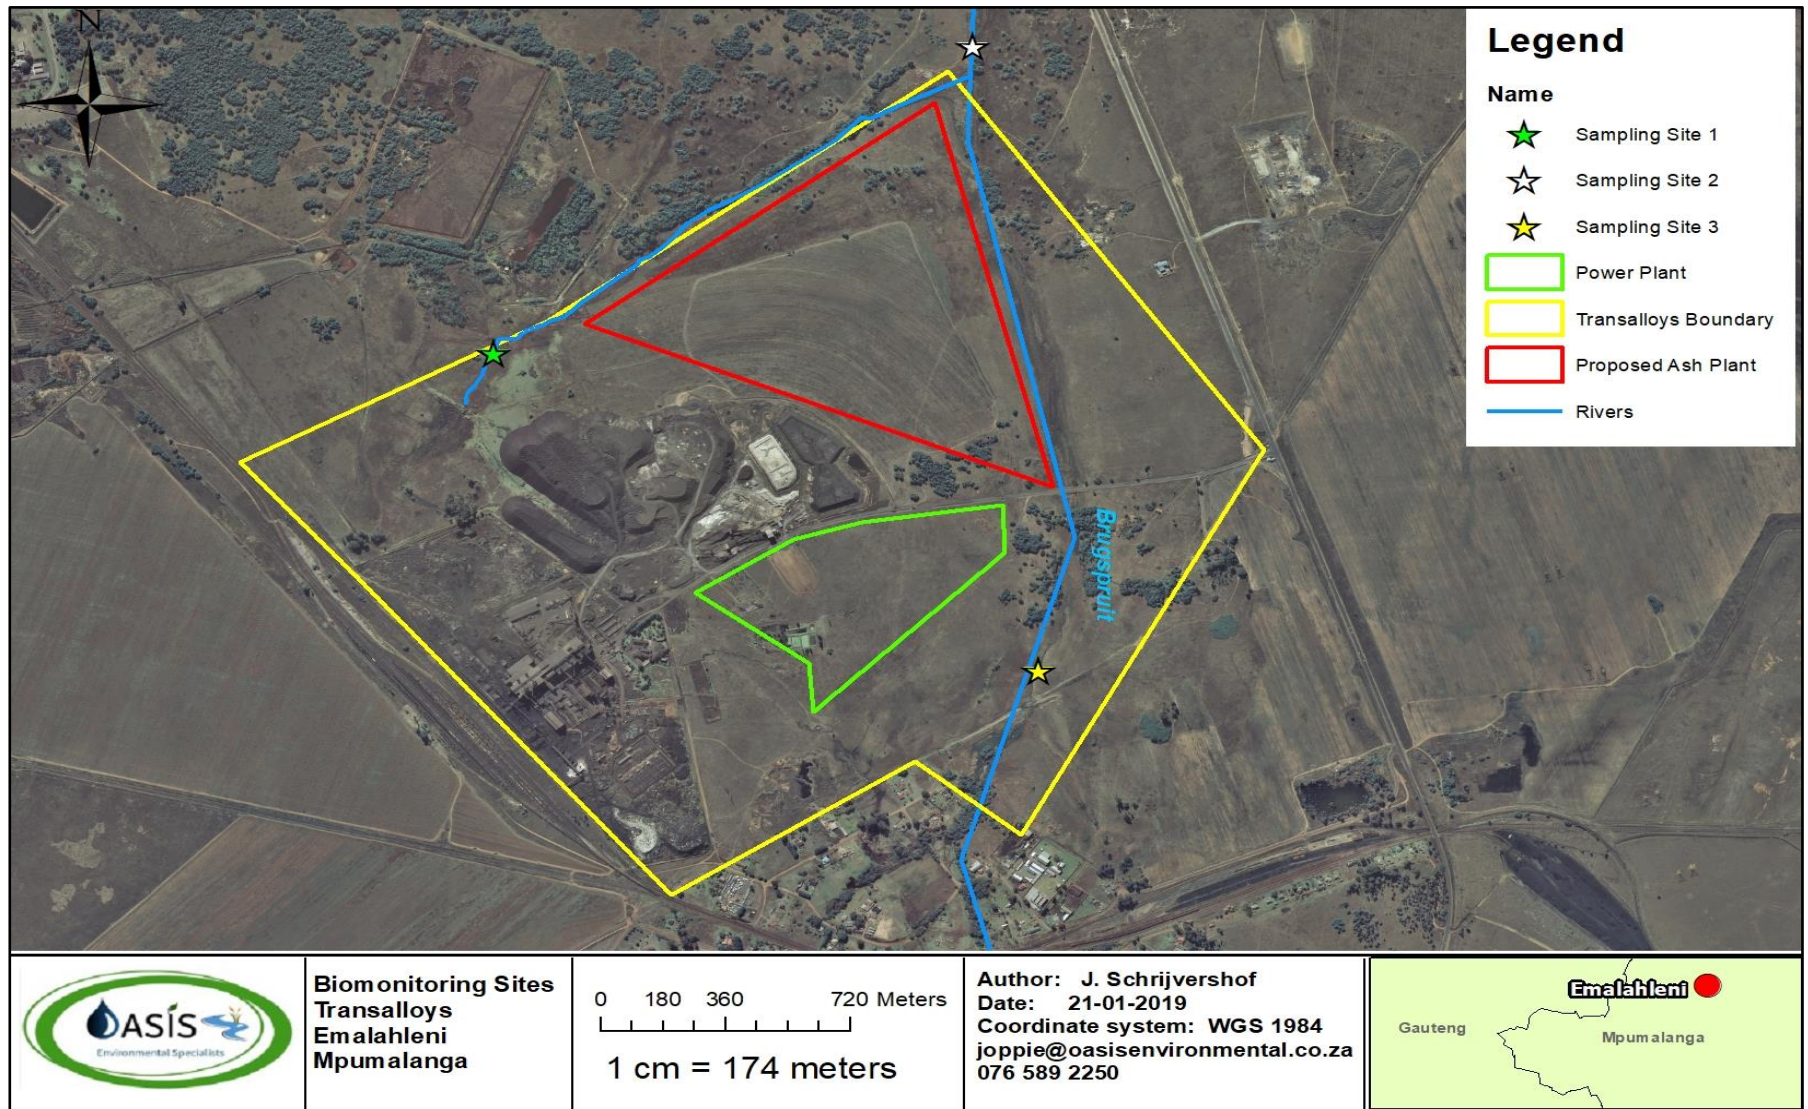 N
Legend
Name
Sampling Site 1
Sampling Site 2
Sampling Site 3
Power Plant
Transalloys Boundary
Proposed Ash Plant
Rivers
Brugspruit
OASIS
Environmental Specialists
Biomonitoring Sites
Transalloys
Emalahleni
Mpumalanga
0 180 360 720 Meters
1 cm = 174 meters
Author: J. Schrijvershof
Date: 21-01-2019
Coordinate system: WGS 1984
joppie@oasisenvironmental.co.za
076 589 2250
Emalahleni
Gauteng
Mpumalanga